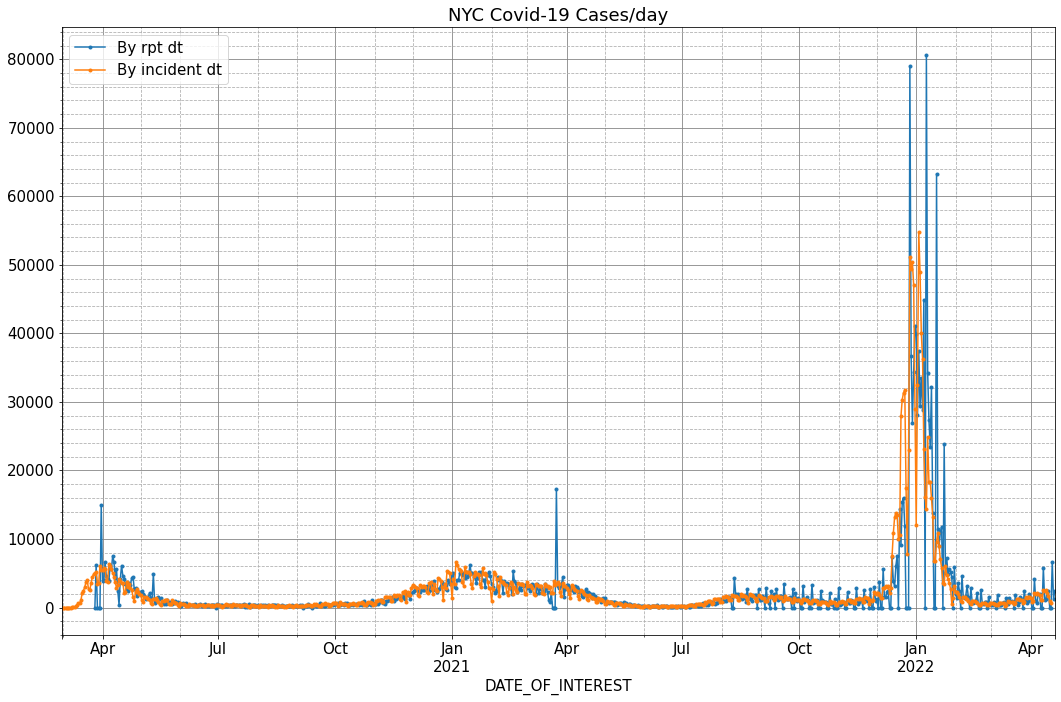 NYC Covid-19 Cases/day
By rpt dt
By incident dt
80000
70000
60000
50000
40000
30000
20000
10000
0
Apr Jul Oct Jan Apr Jul Oct Jan Apr
2021 2022
DATE_OF_INTEREST